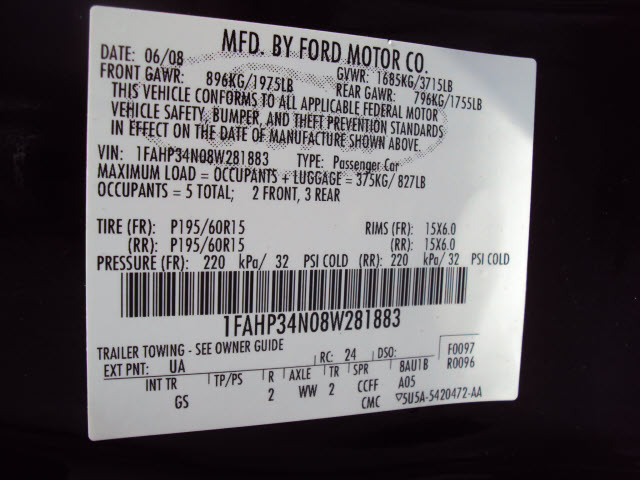 MFD. BY FORD MOTOR CO.
DATE: 06/08 GVWR: 1685KG/3715LB
FRONT GAWR: 896KG/1975LB REAR GAWR: 796KG/1755LB
THIS VEHICLE CONFORMS TO ALL APPLICABLE FEDERAL MOTOR
VEHICLE SAFETY, BUMPER, AND THEFT PREVENTION STANDARDS
IN EFFECT ON THE DATE OF MANUFACTURE SHOWN ABOVE.
VIN: 1FAHP34N08W281883 TYPE: Passenger Car
MAXIMUM LOAD = OCCUPANTS + LUGGAGE = 375KG/ 827LB
OCCUPANTS = 5 TOTAL; 2 FRONT, 3 REAR
TIRE (FR): P195/60R15 RIMS (FR): 15X6.0
(RR): P195/60R15 (RR): 15X6.0
PRESSURE (FR): 220 kPa/ 32 PSI COLD (RR): 220 kPa/ 32 PSI COLD
1FAHP34N08W281883
TRAILER TOWING - SEE OWNER GUIDE F0097
EXT PNT: UA RC: 24 DSO: R0096
INT TR TP/PS R AXLE TR SPR 8AU1B
GS 2 WW 2 CCFF A05
CMC ▽5U5A-5420472-AA